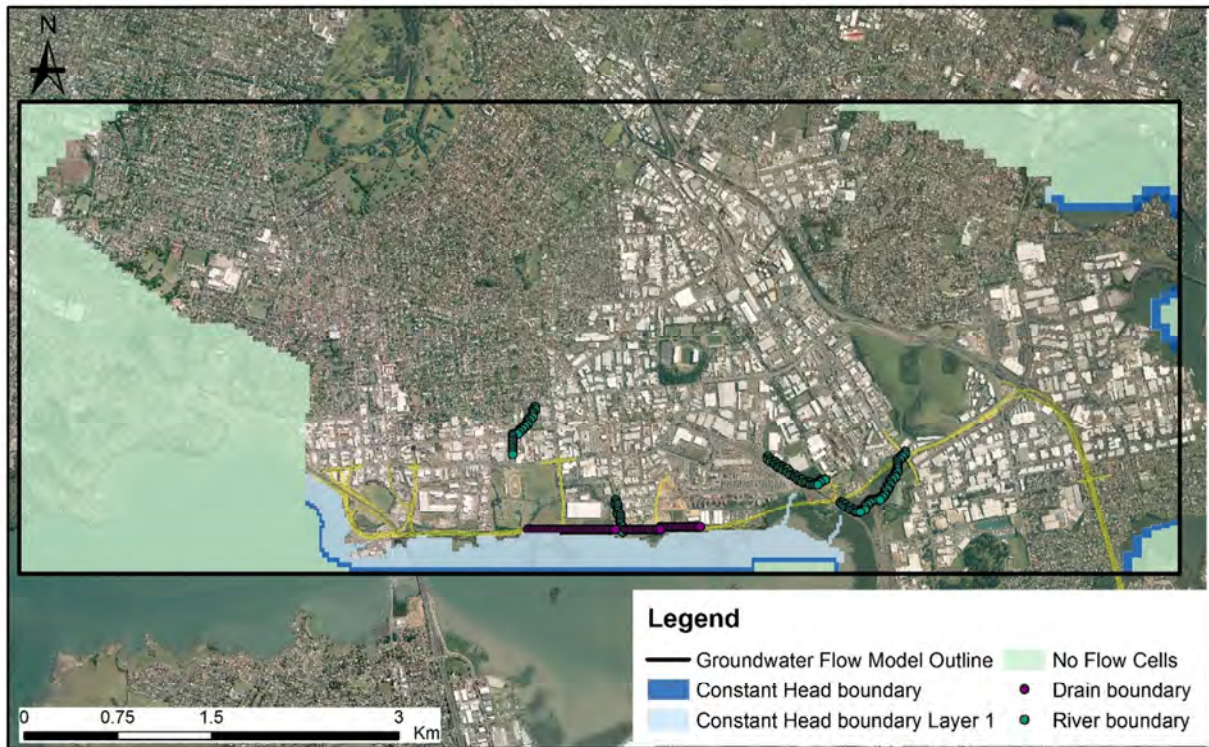 N
Legend
Groundwater Flow Model Outline
No Flow Cells
Constant Head boundary
Drain boundary
Constant Head boundary Layer 1
River boundary
0 0.75 1.5 3
Km